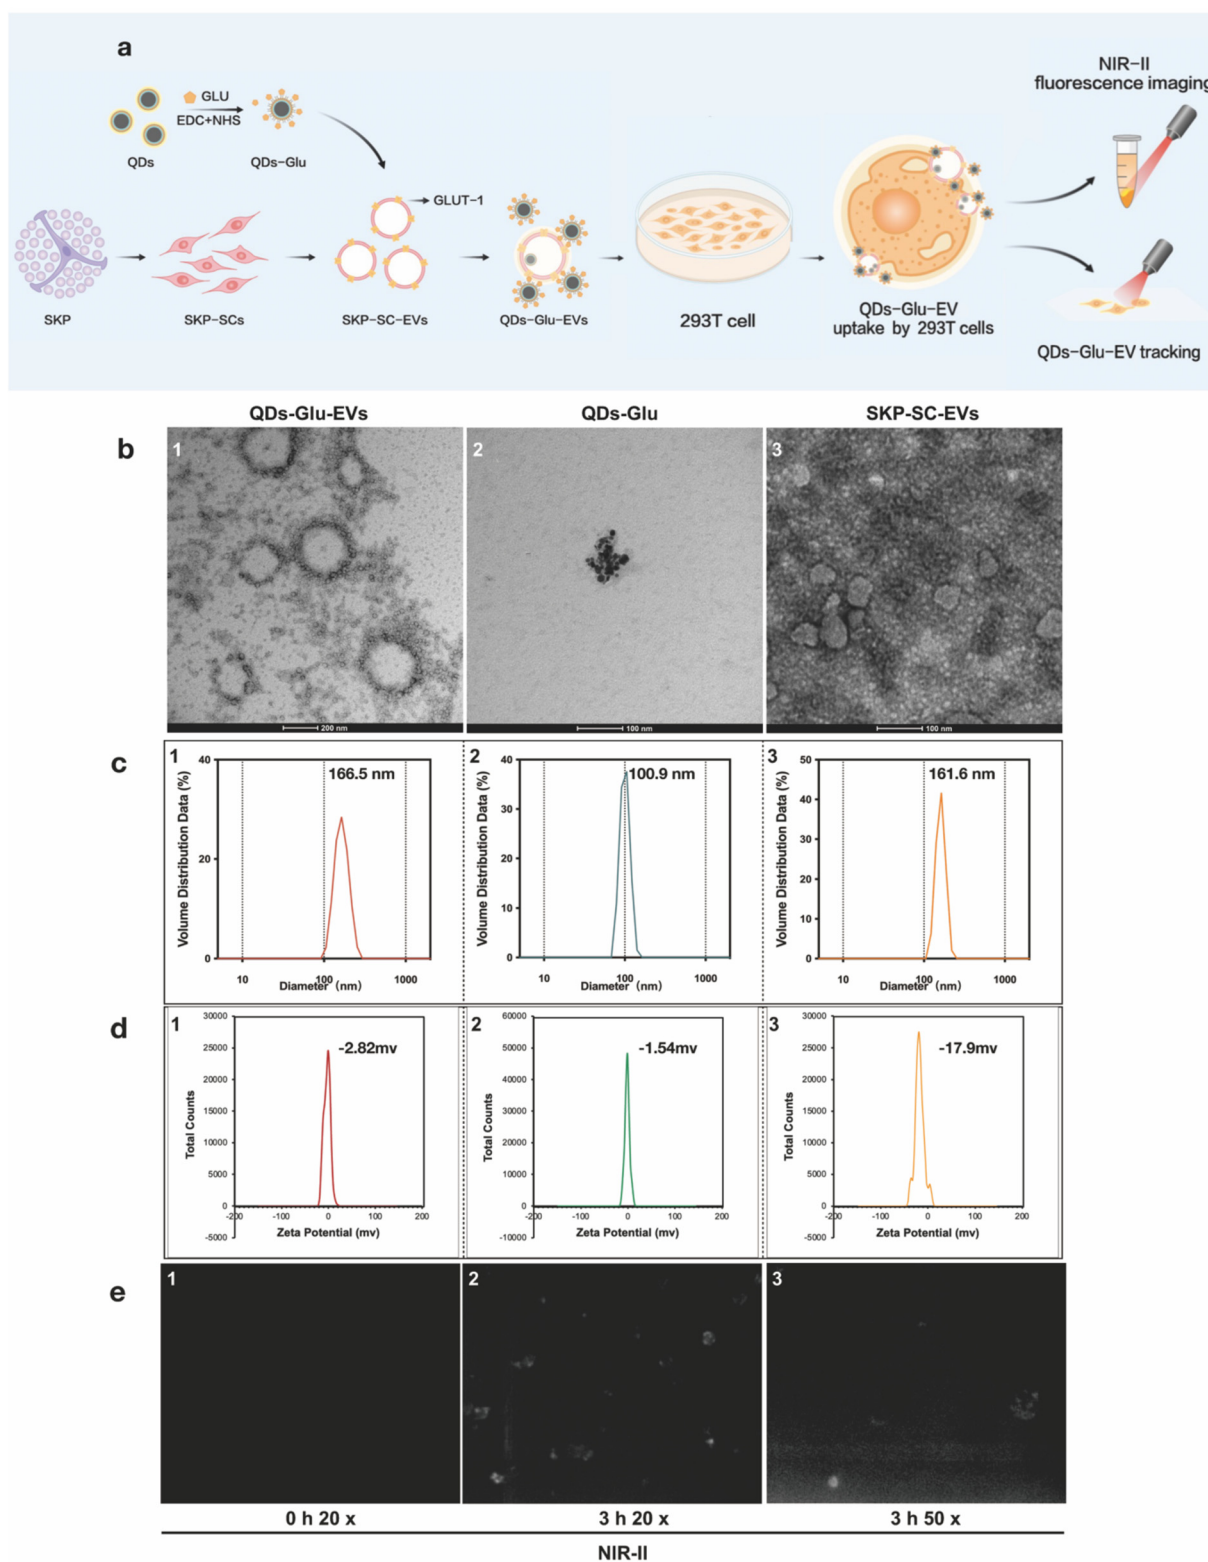 a
NIR-II
fluorescence imaging
GLU
EDC+NHS
QDs
QDs-Glu
GLUT-1
SKP
SKP-SCs
SKP-SC-EVs
QDs-Glu-EVs
293T cell
QDs-Glu-EV
uptake by 293T cells
QDs-Glu-EV tracking
QDs-Glu-EVs
QDs-Glu
SKP-SC-EVs
b
1
2
3
200 nm
100 nm
100 nm
c
1
166.5 nm
Volume Distribution Data (%)
40
20
0
10
100
1000
Diameter (nm)
2
100.9 nm
Volume Distribution Data (%)
40
30
20
10
0
10
100
1000
Diameter (nm)
3
161.6 nm
Volume Distribution Data (%)
50
40
30
20
10
0
10
100
1000
Diameter (nm)
d
1
-2.82mv
Total Counts
30000
25000
20000
15000
10000
5000
0
-5000
-200
-100
0
100
200
Zeta Potential (mv)
2
-1.54mv
Total Counts
60000
50000
40000
30000
20000
10000
0
-10000
-200
-100
0
100
200
Zeta Potential (mv)
3
-17.9mv
Total Counts
30000
25000
20000
15000
10000
5000
0
-5000
-200
-100
0
100
200
Zeta Potential (mv)
e
1
2
3
0 h 20 x
3 h 20 x
3 h 50 x
NIR-II